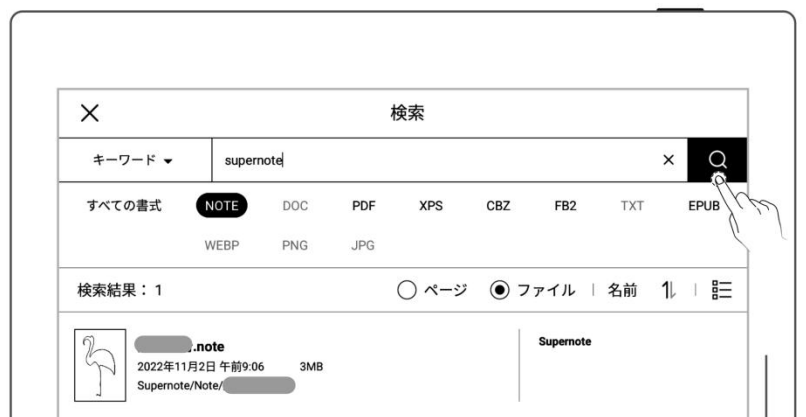 検索
キーワード supernote
すべての書式 NOTE DOC PDF XPS CBZ FB2 TXT EPUB
WEBP PNG JPG
検索結果：1 ページ ファイル 名前
.note
2022年11月2日 午前9:06 3MB
Supernote/Note/
Supernote